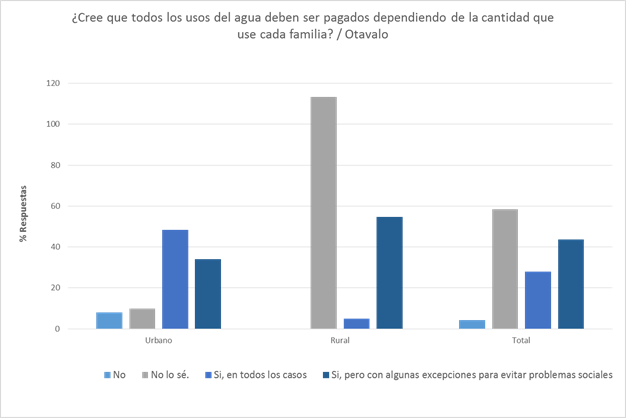 ¿Cree que todos los usos del agua deben ser pagados dependiendo de la cantidad que
use cada familia? / Otavalo
120
100
80
60
40
20
0
% Respuestas
Urbano
Rural
Total
No
No lo sé.
Si, en todos los casos
Si, pero con algunas excepciones para evitar problemas sociales